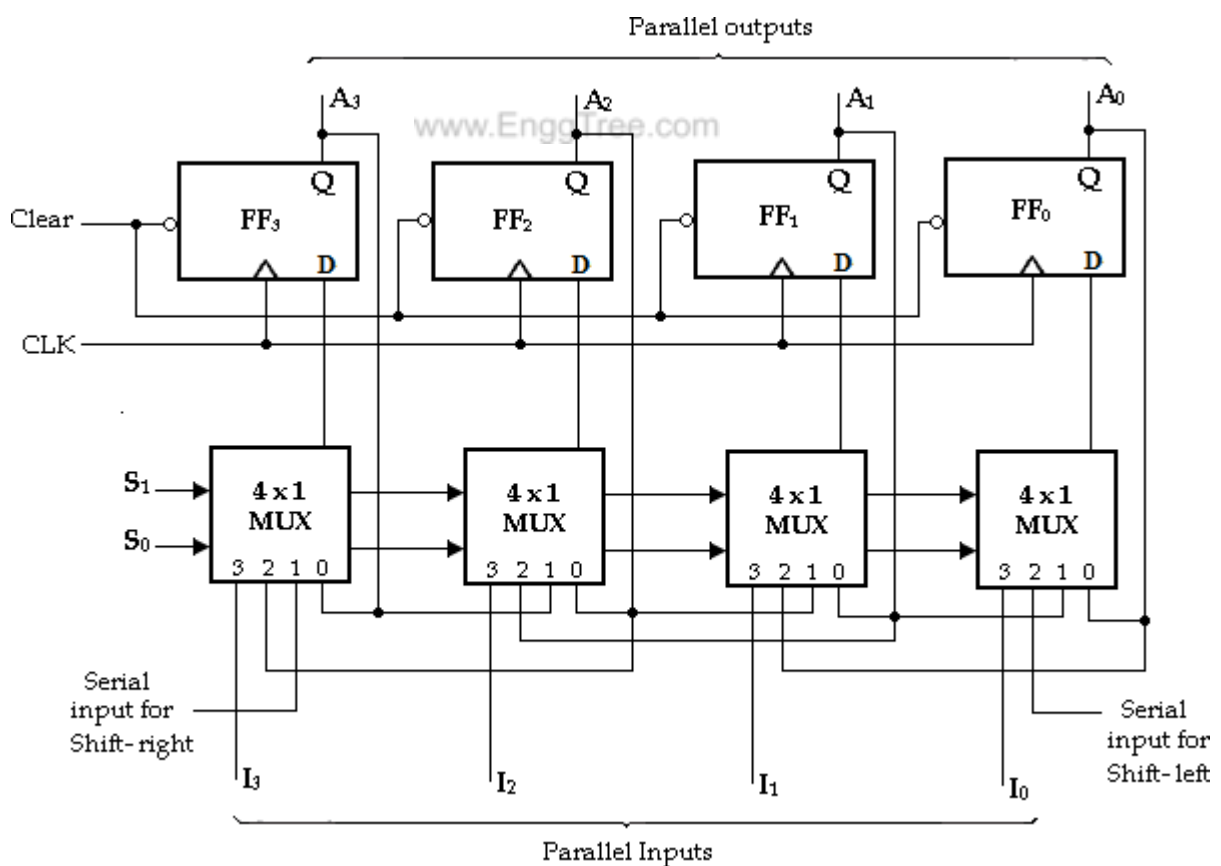 Parallel outputs
A₃ A₂ A₁ A₀
www.EnggTree.com
Q Q Q Q
Clear
FF₃ FF₂ FF₁ FF₀
D D D D
CLK
S₁
S₀
4 x 1 4 x 1 4 x 1 4 x 1
MUX MUX MUX MUX
3 2 1 0 3 2 1 0 3 2 1 0 3 2 1 0
Serial
input for
Shift-right
Serial
input for
Shift-left
I₃ I₂ I₁ I₀
Parallel Inputs